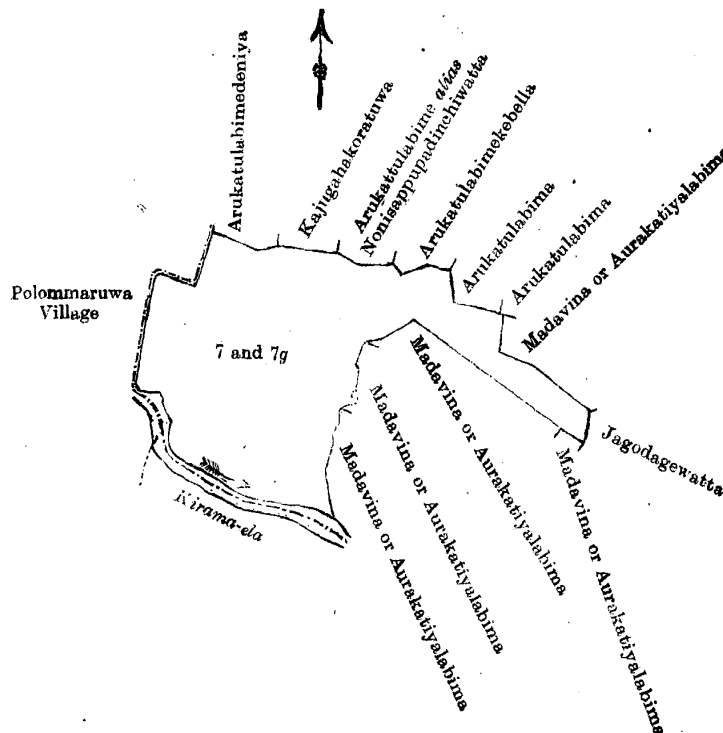 Arukatulabimedeniya
Kajugahakoratuwa
Arukattulabime alias
Nonisappupadinchiwatta
Arukatulabimekebella
Arukatulabima
Arukatulabima
Madavina or Aurakatiyalabima
Polommaruwa
Village
7 and 7g
Jagodagewatta
Madavina or Aurakatiyalabima
Madavina or Aurakatiyalabima
Madavina or Aurakatiyalabima
Madavina or Aurakatiyalabima
Kirama-ela